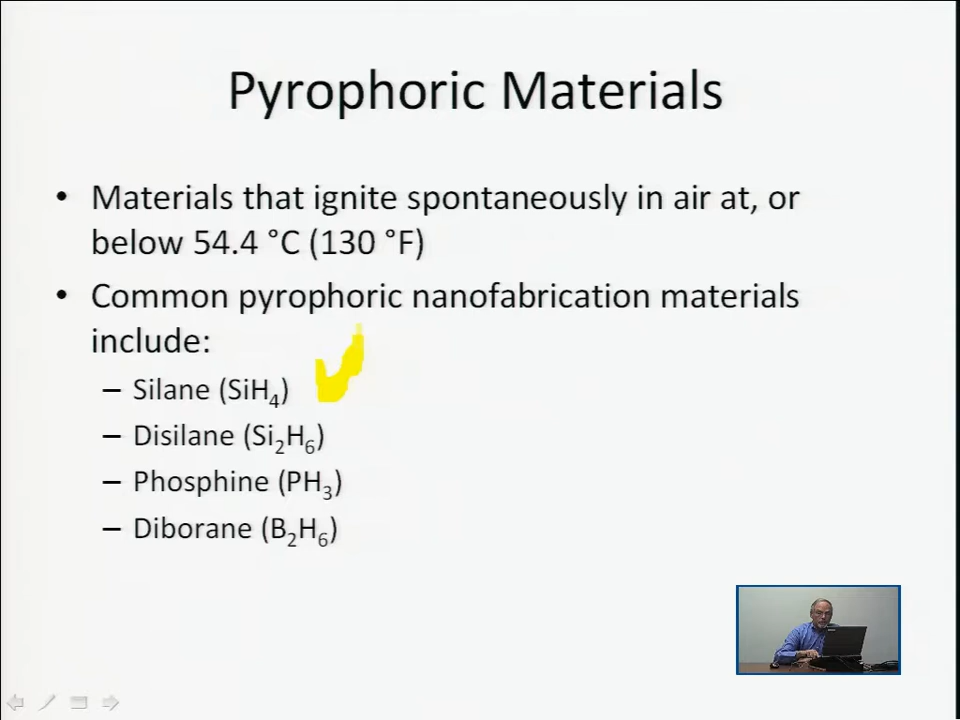 Pyrophoric Materials
• Materials that ignite spontaneously in air at, or
below 54.4 °C (130 °F)
• Common pyrophoric nanofabrication materials
include:
– Silane (SiH₄)
– Disilane (Si₂H₆)
– Phosphine (PH₃)
– Diborane (B₂H₆)